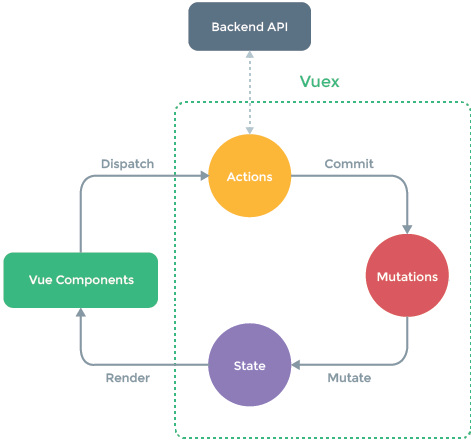 Backend API
Vuex
Dispatch
Commit
Actions
Vue Components
Mutations
State
Render
Mutate